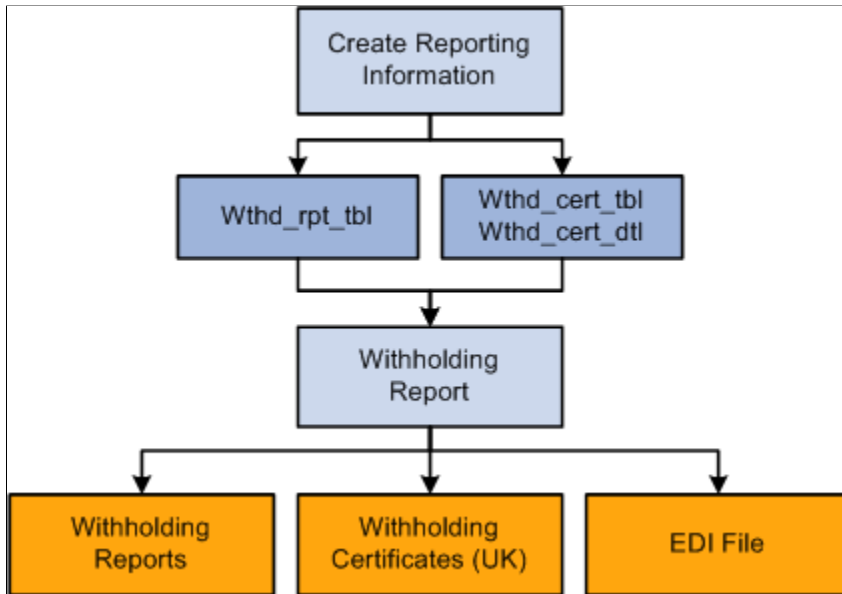 Create Reporting
Information
Wthd_rpt_tbl
Wthd_cert_tbl
Wthd_cert_dtl
Withholding
Report
Withholding
Reports
Withholding
Certificates (UK)
EDI File